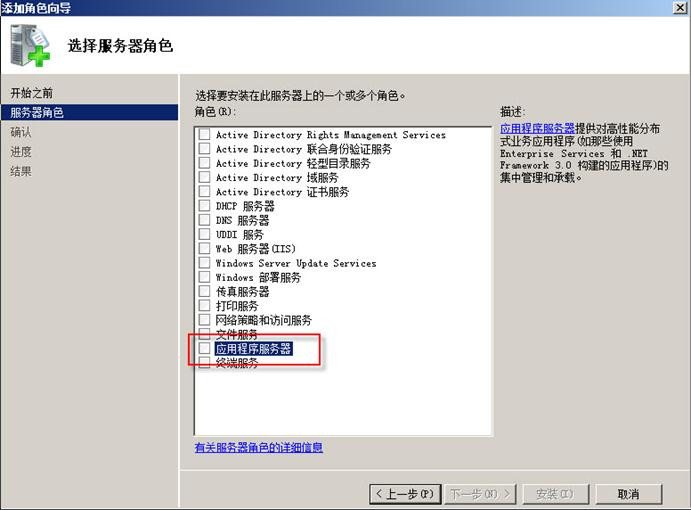 添加角色向导
选择服务器角色
开始之前
服务器角色
确认
进度
结果
选择要安装在此服务器上的一个或多个角色。
角色(R):
Active Directory Rights Management Services
Active Directory 联合身份验证服务
Active Directory 轻型目录服务
Active Directory 域服务
Active Directory 证书服务
DHCP 服务器
DNS 服务器
UDDI 服务
Web 服务器(IIS)
Windows Server Update Services
Windows 部署服务
传真服务器
打印服务
网络策略和访问服务
文件服务
应用程序服务器
终端服务
有关服务器角色的详细信息
描述:
应用程序服务器提供对高性能分布
式业务应用程序(如那些使用
Enterprise Services 和 .NET
Framework 3.0 构建的应用程序)的
集中管理和承载。
< 上一步(P)
下一步(N) >
安装(I)
取消